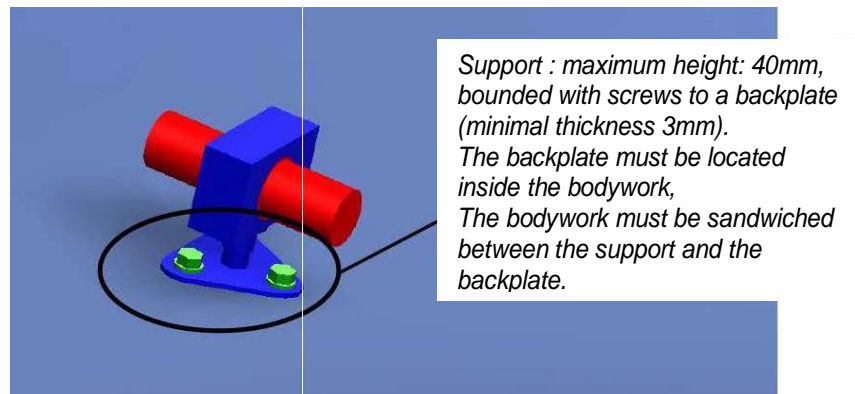 Support : maximum height: 40mm,
bounded with screws to a backplate
(minimal thickness 3mm).
The backplate must be located
inside the bodywork,
The bodywork must be sandwiched
between the support and the
backplate.